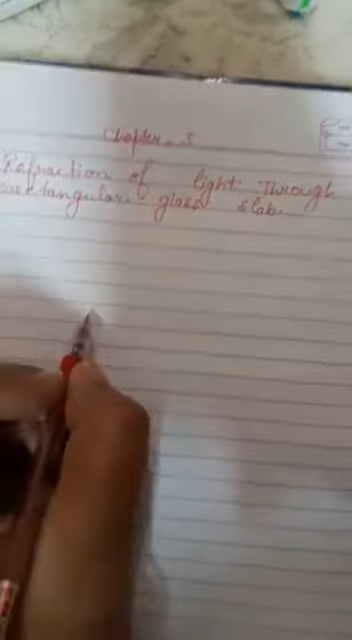 Chapter. 5
Refraction of light Through
rectangular glass slab.